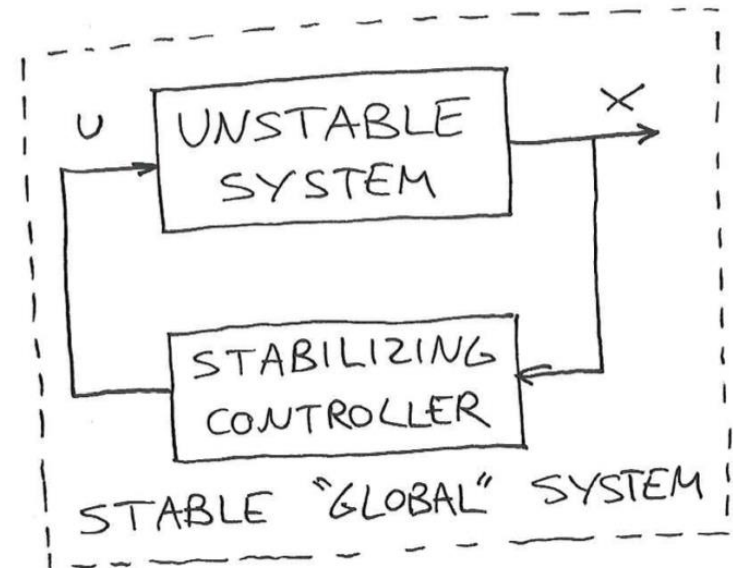 U
UNSTABLE
SYSTEM
X
STABILIZING
CONTROLLER
STABLE "GLOBAL" SYSTEM